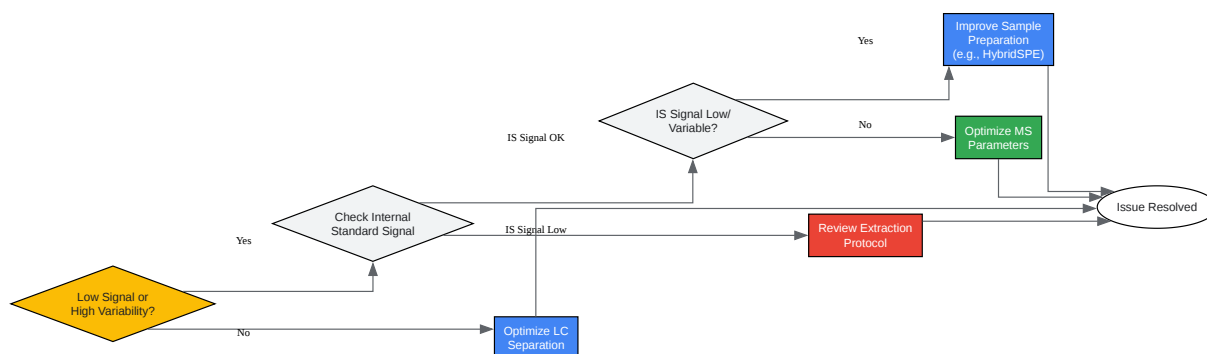 Improve Sample
Preparation
(e.g., HybridSPE)
Yes
IS Signal Low/
Variable?
No
Optimize MS
Parameters
IS Signal OK
Check Internal
Standard Signal
Issue Resolved
IS Signal Low
Review Extraction
Protocol
Yes
Low Signal or
High Variability?
No
Optimize LC
Separation